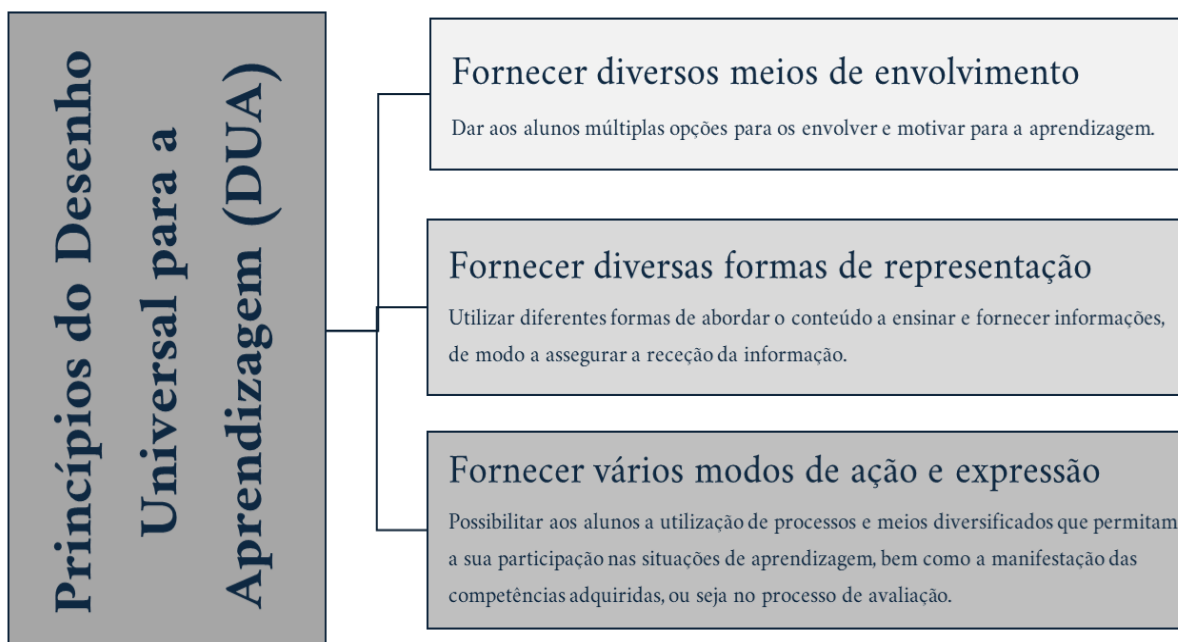 Princípios do Desenho
Universal para a
Aprendizagem (DUA)
Fornecer diversos meios de envolvimento
Dar aos alunos múltiplas opções para os envolver e motivar para a aprendizagem.
Fornecer diversas formas de representação
Utilizar diferentes formas de abordar o conteúdo a ensinar e fornecer informações,
de modo a assegurar a receção da informação.
Fornecer vários modos de ação e expressão
Possibilitar aos alunos a utilização de processos e meios diversificados que permitam
a sua participação nas situações de aprendizagem, bem como a manifestação das
competências adquiridas, ou seja no processo de avaliação.